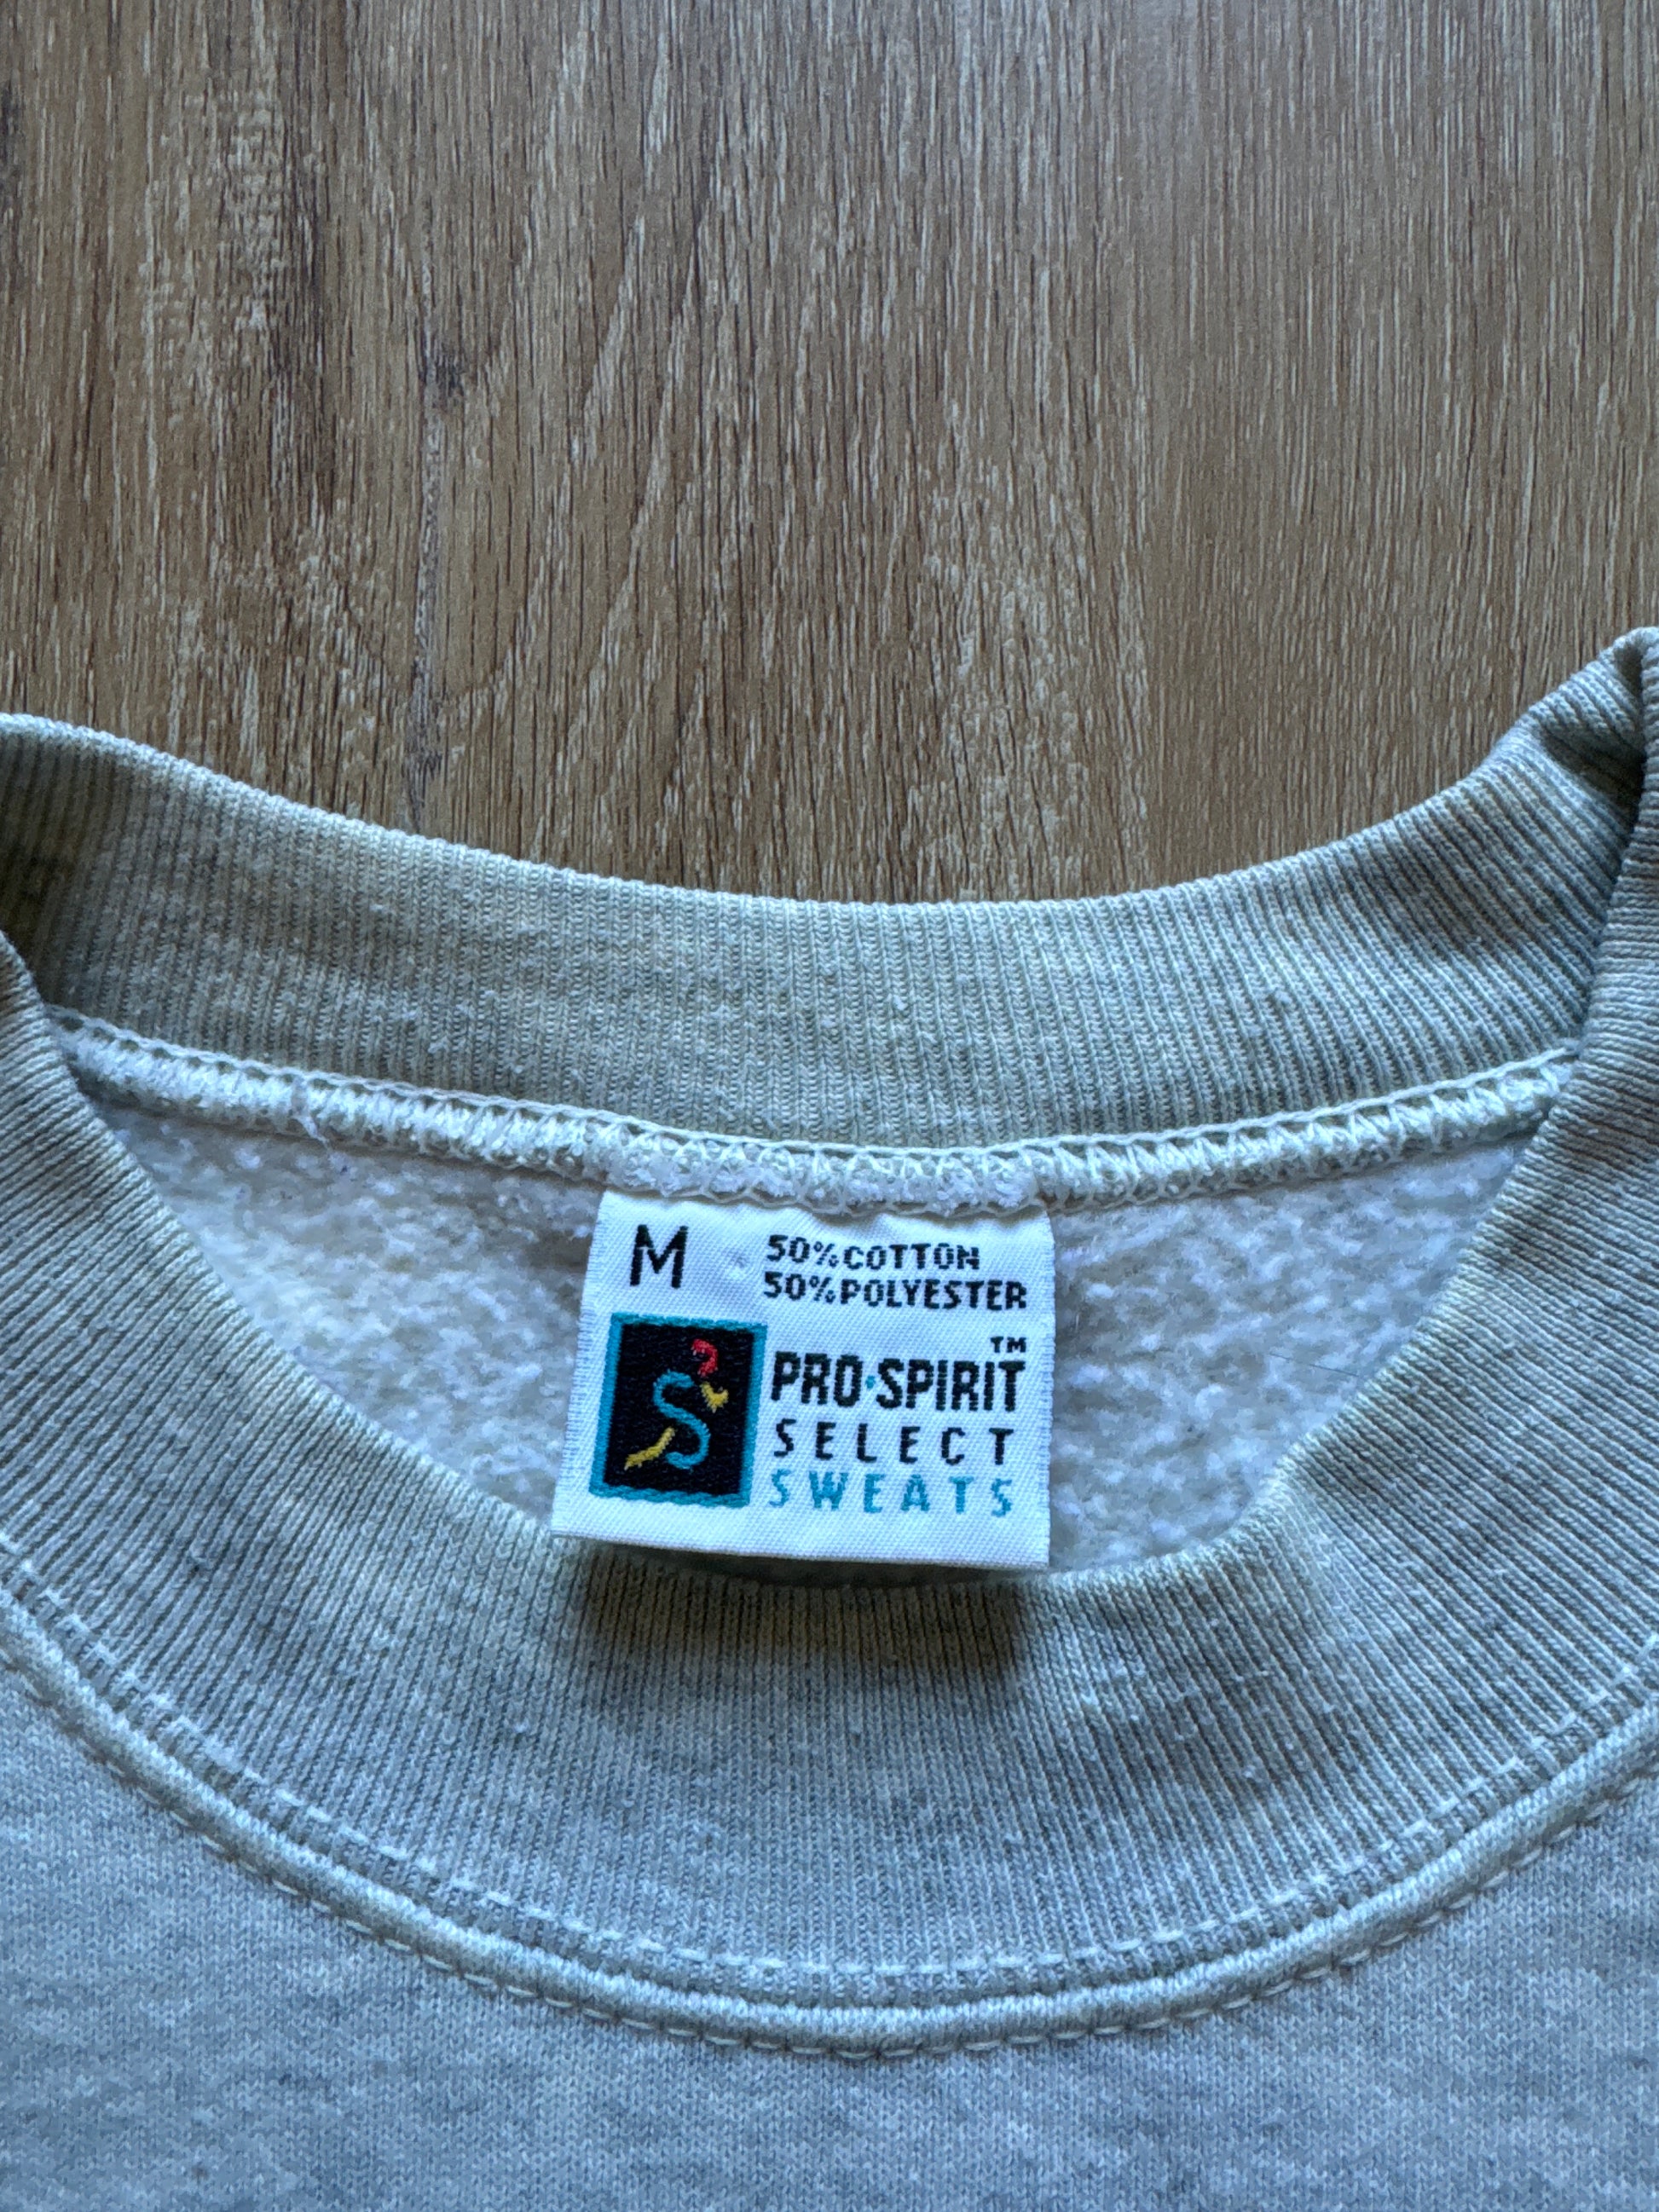 M 50%COTTON
50%POLYESTER
PRO·SPIRIT™
SELECT
SWEATS